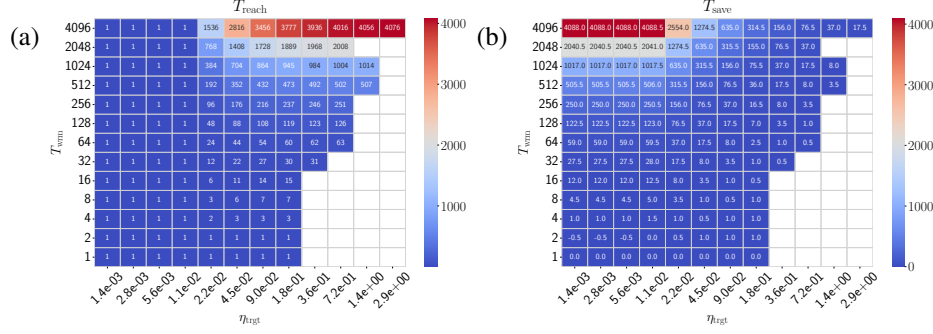 T_reach
T_save
(a)
(b)
4096 1 1 1 1 1536 2816 3456 3777 3936 4016 4056 4076
2048 1 1 1 1 768 1408 1728 1889 1968 2008
1024 1 1 1 1 384 704 864 945 984 1004 1014
512 1 1 1 1 192 352 432 473 492 502 507
256 1 1 1 1 96 176 216 237 246 251
128 1 1 1 1 48 88 108 119 123 126
64 1 1 1 1 24 44 54 60 62 63
32 1 1 1 1 12 22 27 30 31
16 1 1 1 1 6 11 14 15
8 1 1 1 1 3 6 7 7
4 1 1 1 1 2 3 3 3
2 1 1 1 1 1 1 1 1
1 1 1 1 1 1 1 1 1
T_wrm
1.4e-03 2.8e-03 5.6e-03 1.1e-02 2.2e-02 4.5e-02 9.0e-02 1.8e-01 3.6e-01 7.2e-01 1.4e+00 2.9e+00
η_trgt
4000
3000
2000
1000
4096 4088.0 4088.0 4088.0 4088.5 2554.0 1274.5 635.0 314.5 156.0 76.5 37.0 17.5
2048 2040.5 2040.5 2040.5 2041.0 1274.5 635.0 315.5 155.0 76.5 37.0
1024 1017.0 1017.0 1017.0 1017.5 635.0 315.5 156.0 75.5 37.0 17.5 8.0
512 505.5 505.5 505.5 506.0 315.5 156.0 76.5 36.0 17.5 8.0 3.5
256 250.0 250.0 250.0 250.5 156.0 76.5 37.0 16.5 8.0 3.5
128 122.5 122.5 122.5 123.0 76.5 37.0 17.5 7.0 3.5 1.0
64 59.0 59.0 59.0 59.5 37.0 17.5 8.0 2.5 1.0 0.5
32 27.5 27.5 27.5 28.0 17.5 8.0 3.5 1.0 0.5
16 12.0 12.0 12.0 12.5 8.0 3.5 1.0 0.5
8 4.5 4.5 4.5 5.0 3.5 1.0 0.5 0.5
4 1.0 1.0 1.0 1.5 1.0 0.5 0.5 0.5
2 -0.5 -0.5 -0.5 0.0 0.5 0.5 0.5 0.5
1 0.0 0.0 0.0 0.0 0.0 0.0 0.0 0.0
T_wrm
1.4e-03 2.8e-03 5.6e-03 1.1e-02 2.2e-02 4.5e-02 9.0e-02 1.8e-01 3.6e-01 7.2e-01 1.4e+00 2.9e+00
η_trgt
4000
3000
2000
1000
0